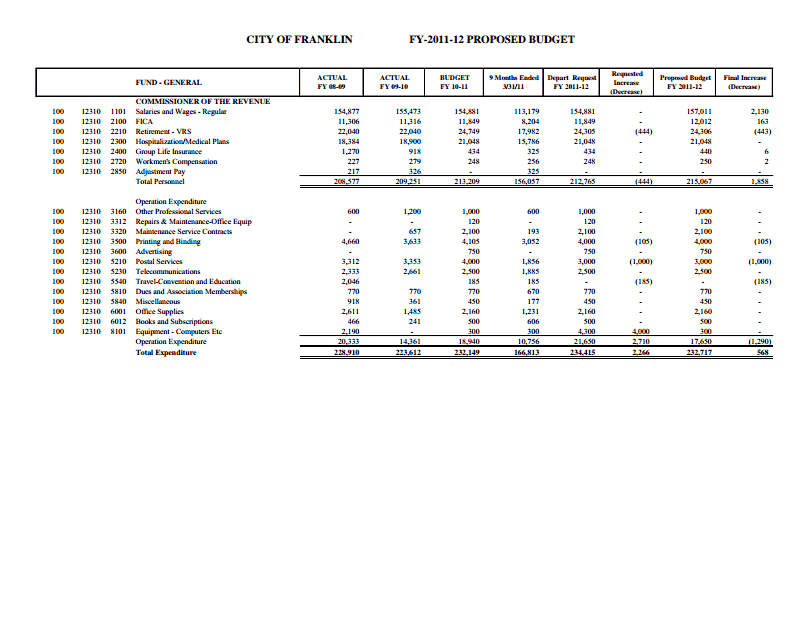 CITY OF FRANKLIN FY-2011-12 PROPOSED BUDGET
FUND - GENERAL ACTUAL FY 08-09 ACTUAL FY 09-10 BUDGET FY 10-11 9 Months Ended 3/31/11 Depart Request FY 2011-12 Requested Increase (Decrease) Proposed Budget FY 2011-12 Final Increase (Decrease)
COMMISSIONER OF THE REVENUE
100 12310 1101 Salaries and Wages - Regular 154,877 155,473 154,881 113,179 154,881 - 157,011 2,130
100 12310 2100 FICA 11,306 11,316 11,849 8,204 11,849 - 12,012 163
100 12310 2210 Retirement - VRS 22,040 22,040 24,749 17,982 24,305 (444) 24,306 (443)
100 12310 2300 Hospitalization/Medical Plans 18,384 18,900 21,048 15,786 21,048 - 21,048 -
100 12310 2400 Group Life Insurance 1,270 918 434 325 434 - 440 6
100 12310 2720 Workmen's Compensation 227 279 248 256 248 - 250 2
100 12310 2850 Adjustment Pay 217 326 - 325 - - - -
Total Personnel 208,577 209,251 213,209 156,057 212,765 (444) 215,067 1,858
Operation Expenditure
100 12310 3160 Other Professional Services 600 1,200 1,000 600 1,000 - 1,000 -
100 12310 3312 Repairs & Maintenance-Office Equip - - 120 - 120 - 120 -
100 12310 3320 Maintenance Service Contracts 657 2,100 193 2,100 - 2,100 -
100 12310 3500 Printing and Binding 4,660 3,633 4,105 3,052 4,000 (105) 4,000 (105)
100 12310 3600 Advertising - - 750 - 750 - 750 -
100 12310 5210 Postal Services 3,312 3,353 4,000 1,856 3,000 (1,000) 3,000 (1,000)
100 12310 5230 Telecommunications 2,333 2,661 2,500 1,885 2,500 - 2,500 -
100 12310 5540 Travel-Convention and Education 2,046 185 185 - (185) - (185)
100 12310 5810 Dues and Association Memberships 770 770 770 670 770 - 770 -
100 12310 5840 Miscellaneous 918 361 450 177 450 - 450 -
100 12310 6001 Office Supplies 2,611 1,485 2,160 1,231 2,160 - 2,160 -
100 12310 6012 Books and Subscriptions 466 241 500 606 500 - 500 -
100 12310 8101 Equipment - Computers Etc 2,190 - 300 300 4,300 4,000 300 -
Operation Expenditure 20,333 14,361 18,940 10,756 21,650 2,710 17,650 (1,290)
Total Expenditure 228,910 223,612 232,149 166,813 234,415 2,266 232,717 568